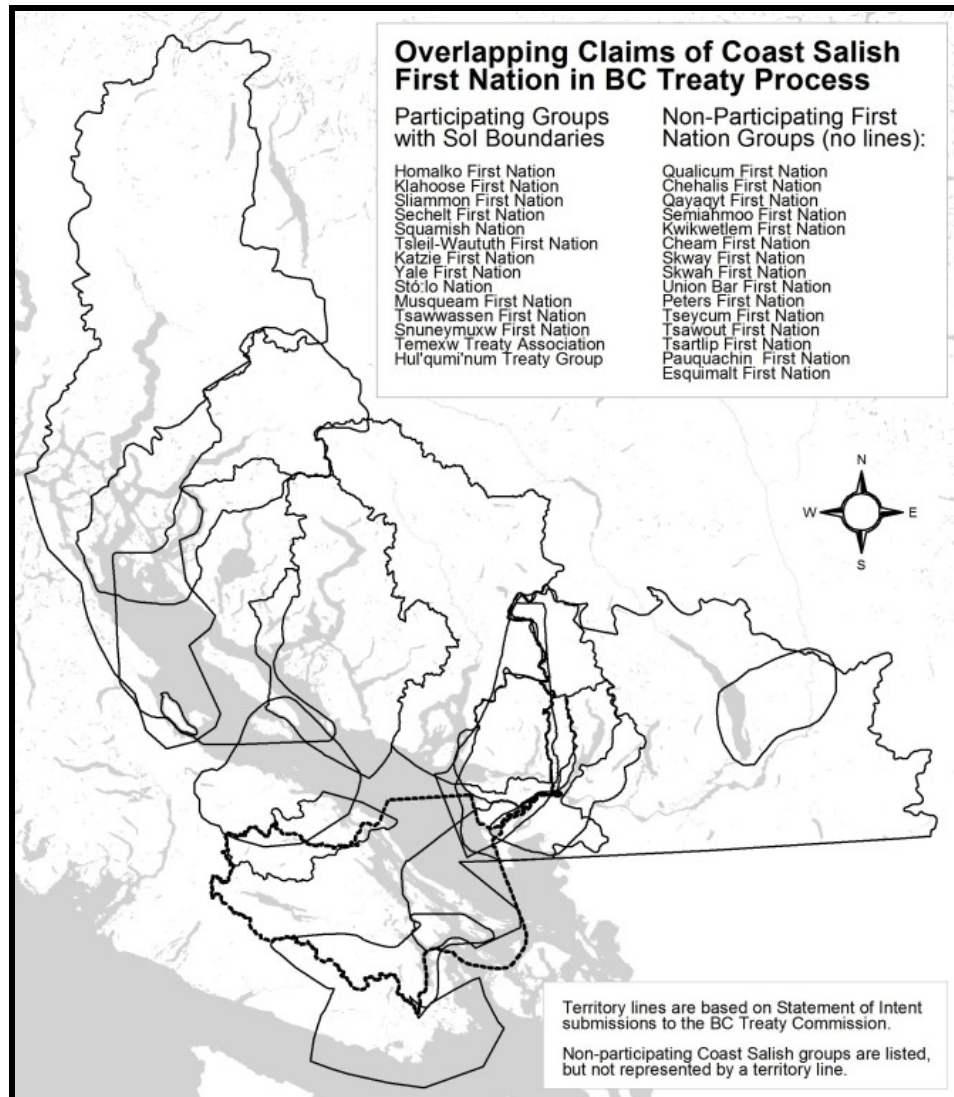 Overlapping Claims of Coast Salish
First Nation in BC Treaty Process
Participating Groups
with SoI Boundaries
Homalko First Nation
Klahoose First Nation
Sliammon First Nation
Sechelt First Nation
Squamish Nation
Tsleil-Waututh First Nation
Katzie First Nation
Yale First Nation
Stó:lo Nation
Musqueam First Nation
Tsawwassen First Nation
Snuneymuxw First Nation
Temexw Treaty Association
Hul'qumi'num Treaty Group
Non-Participating First
Nation Groups (no lines):
Qualicum First Nation
Chehalis First Nation
Qayaqyt First Nation
Semiahmoo First Nation
Kwikwetlem First Nation
Cheam First Nation
Skway First Nation
Skwah First Nation
Union Bar First Nation
Peters First Nation
Tseycum First Nation
Tsawout First Nation
Tsartlip First Nation
Pauquachin First Nation
Esquimalt First Nation
N
W E
S
Territory lines are based on Statement of Intent
submissions to the BC Treaty Commission.
Non-participating Coast Salish groups are listed,
but not represented by a territory line.